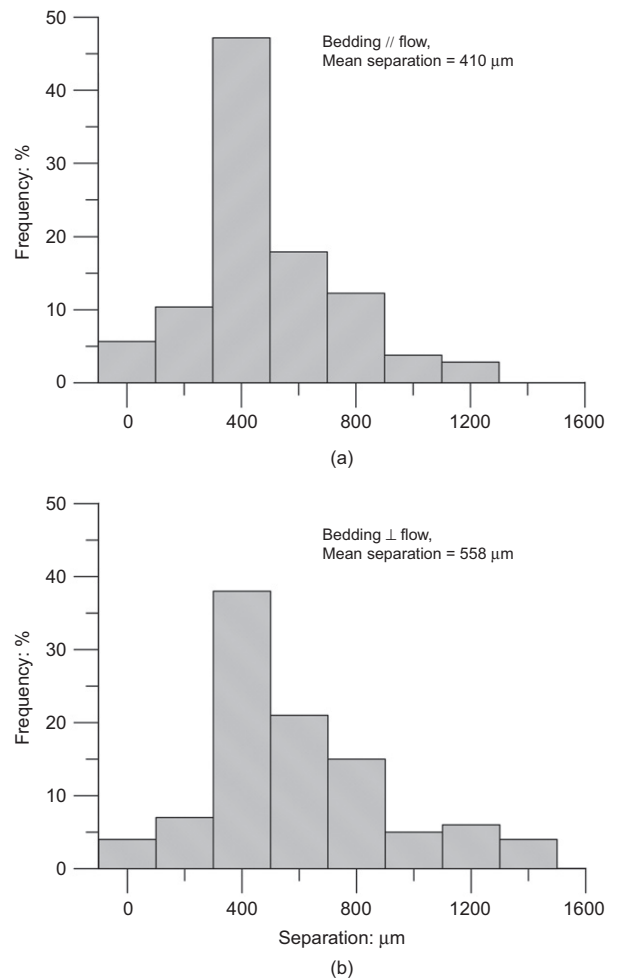 50
Bedding // flow,
Mean separation = 410 μm
40
30
Frequency: %
20
10
0
0 400 800 1200 1600
(a)
50
Bedding ⊥ flow,
Mean separation = 558 μm
40
30
Frequency: %
20
10
0
0 400 800 1200 1600
Separation: μm
(b)